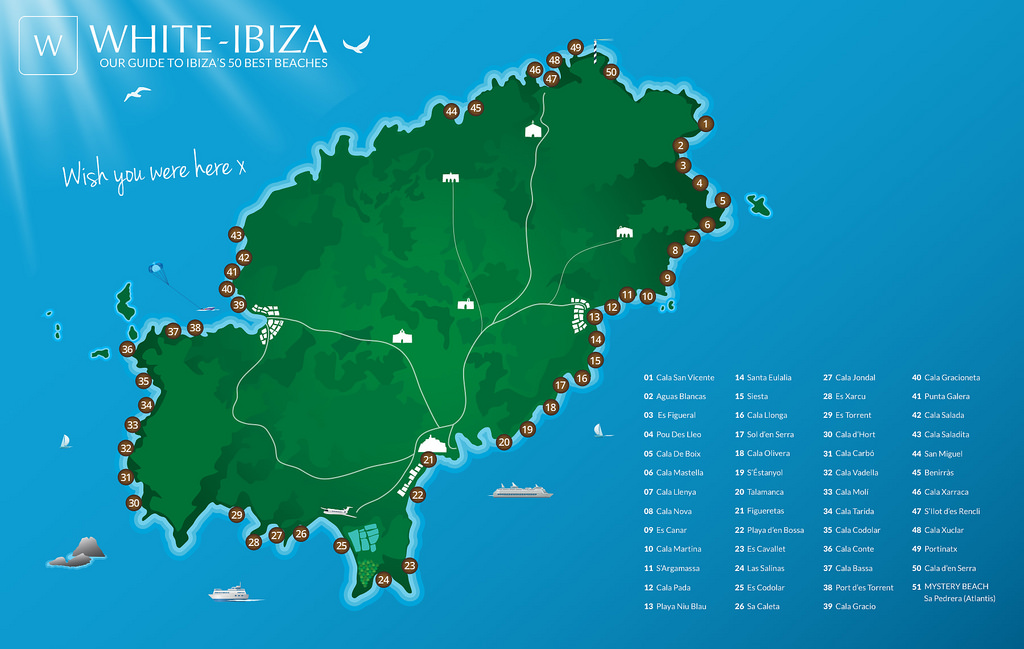 W
WHITE-IBIZA
OUR GUIDE TO IBIZA'S 50 BEST BEACHES
Wish you were here x
49
48
46
47
50
44
45
1
2
3
4
5
6
7
8
9
10
11
12
13
14
15
16
17
18
19
20
21
22
23
24
25
26
27
28
29
30
31
32
33
34
35
36
37
38
39
40
41
42
43
01 Cala San Vicente
02 Aguas Blancas
03 Es Figueral
04 Pou Des Lleo
05 Cala De Boix
06 Cala Mastella
07 Cala Llenya
08 Cala Nova
09 Es Canar
10 Cala Martina
11 S'Argamassa
12 Cala Pada
13 Playa Niu Blau
14 Santa Eulalia
15 Siesta
16 Cala Llonga
17 Sol d'en Serra
18 Cala Olivera
19 S'Éstanyol
20 Talamanca
21 Figueretas
22 Playa d'en Bossa
23 Es Cavallet
24 Las Salinas
25 Es Codolar
26 Sa Caleta
27 Cala Jondal
28 Es Xarcu
29 Es Torrent
30 Cala d'Hort
31 Cala Carbó
32 Cala Vadella
33 Cala Molí
34 Cala Tarida
35 Cala Codolar
36 Cala Conte
37 Cala Bassa
38 Port d'es Torrent
39 Cala Gracio
40 Cala Gracioneta
41 Punta Galera
42 Cala Salada
43 Cala Saladita
44 San Miguel
45 Benirràs
46 Cala Xarraca
47 S'Illot d'es Rencli
48 Cala Xuclar
49 Portinatx
50 Cala d'en Serra
51 MYSTERY BEACH
Sa Pedrera (Atlantis)